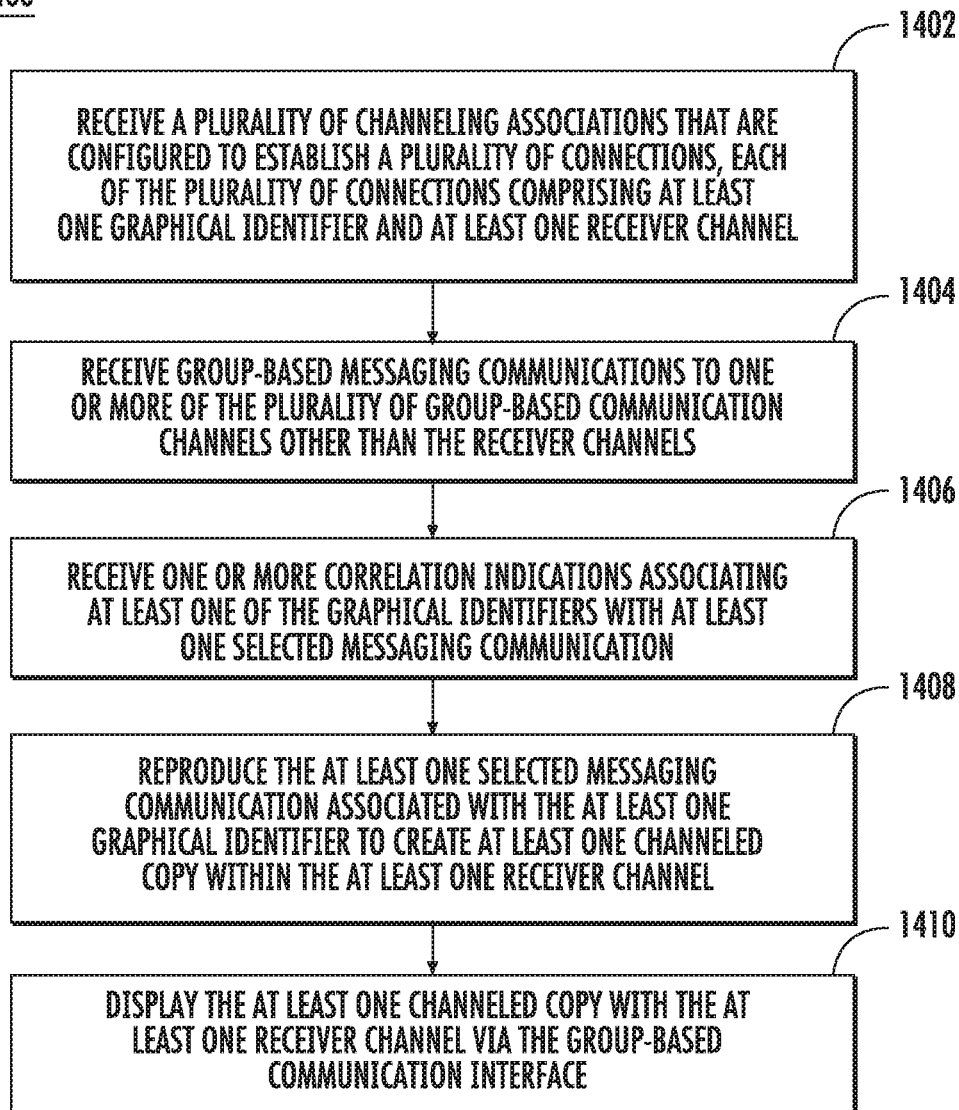 1402
RECEIVE A PLURALITY OF CHANNELING ASSOCIATIONS THAT ARE
CONFIGURED TO ESTABLISH A PLURALITY OF CONNECTIONS, EACH
OF THE PLURALITY OF CONNECTIONS COMPRISING AT LEAST
ONE GRAPHICAL IDENTIFIER AND AT LEAST ONE RECEIVER CHANNEL
1404
RECEIVE GROUP-BASED MESSAGING COMMUNICATIONS TO ONE
OR MORE OF THE PLURALITY OF GROUP-BASED COMMUNICATION
CHANNELS OTHER THAN THE RECEIVER CHANNELS
1406
RECEIVE ONE OR MORE CORRELATION INDICATIONS ASSOCIATING
AT LEAST ONE OF THE GRAPHICAL IDENTIFIERS WITH AT LEAST
ONE SELECTED MESSAGING COMMUNICATION
1408
REPRODUCE THE AT LEAST ONE SELECTED MESSAGING
COMMUNICATION ASSOCIATED WITH THE AT LEAST ONE
GRAPHICAL IDENTIFIER TO CREATE AT LEAST ONE CHANNELED
COPY WITHIN THE AT LEAST ONE RECEIVER CHANNEL
1410
DISPLAY THE AT LEAST ONE CHANNELED COPY WITH THE AT
LEAST ONE RECEIVER CHANNEL VIA THE GROUP-BASED
COMMUNICATION INTERFACE